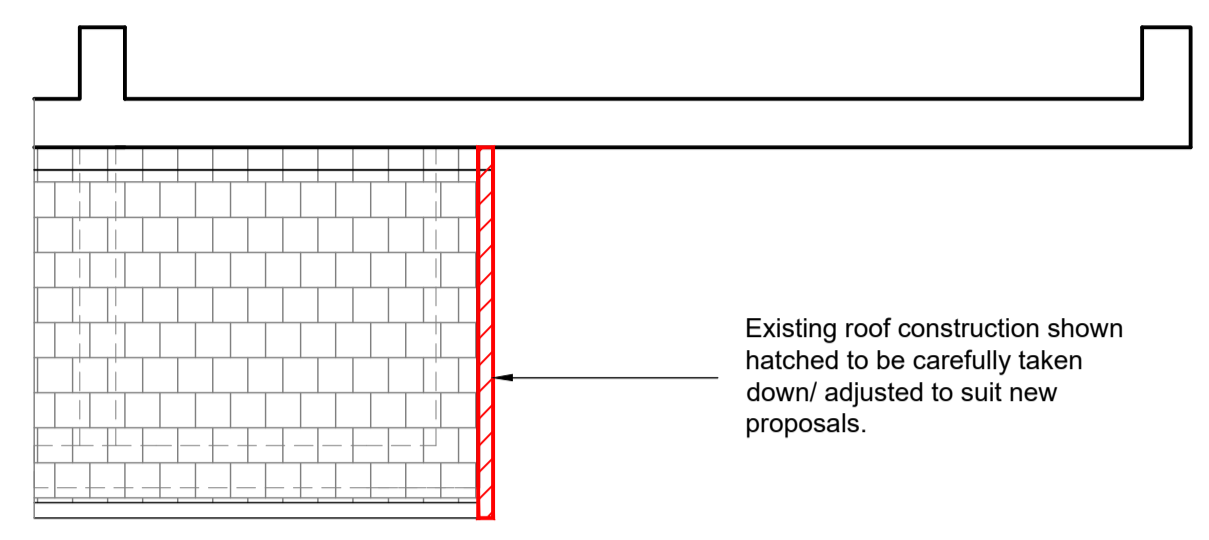 Existing roof construction shown
hatched to be carefully taken
down/ adjusted to suit new
proposals.